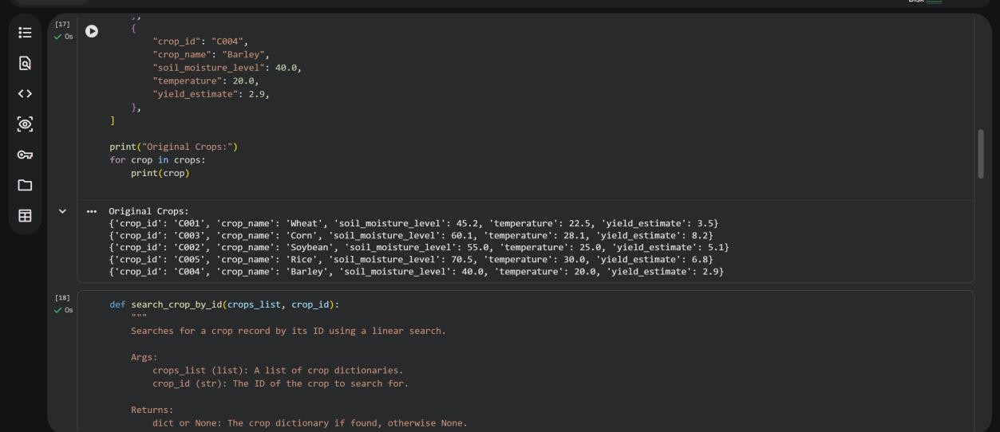 Disk
[17]
0s
},
{
"crop_id": "C004",
"crop_name": "Barley",
"soil_moisture_level": 40.0,
"temperature": 20.0,
"yield_estimate": 2.9,
},
]
print("Original Crops:")
for crop in crops:
print(crop)
Original Crops:
{'crop_id': 'C001', 'crop_name': 'Wheat', 'soil_moisture_level': 45.2, 'temperature': 22.5, 'yield_estimate': 3.5}
{'crop_id': 'C003', 'crop_name': 'Corn', 'soil_moisture_level': 60.1, 'temperature': 28.1, 'yield_estimate': 8.2}
{'crop_id': 'C002', 'crop_name': 'Soybean', 'soil_moisture_level': 55.0, 'temperature': 25.0, 'yield_estimate': 5.1}
{'crop_id': 'C005', 'crop_name': 'Rice', 'soil_moisture_level': 70.5, 'temperature': 30.0, 'yield_estimate': 6.8}
{'crop_id': 'C004', 'crop_name': 'Barley', 'soil_moisture_level': 40.0, 'temperature': 20.0, 'yield_estimate': 2.9}
[18]
0s
def search_crop_by_id(crops_list, crop_id):
"""
Searches for a crop record by its ID using a linear search.
Args:
crops_list (list): A list of crop dictionaries.
crop_id (str): The ID of the crop to search for.
Returns:
dict or None: The crop dictionary if found, otherwise None.